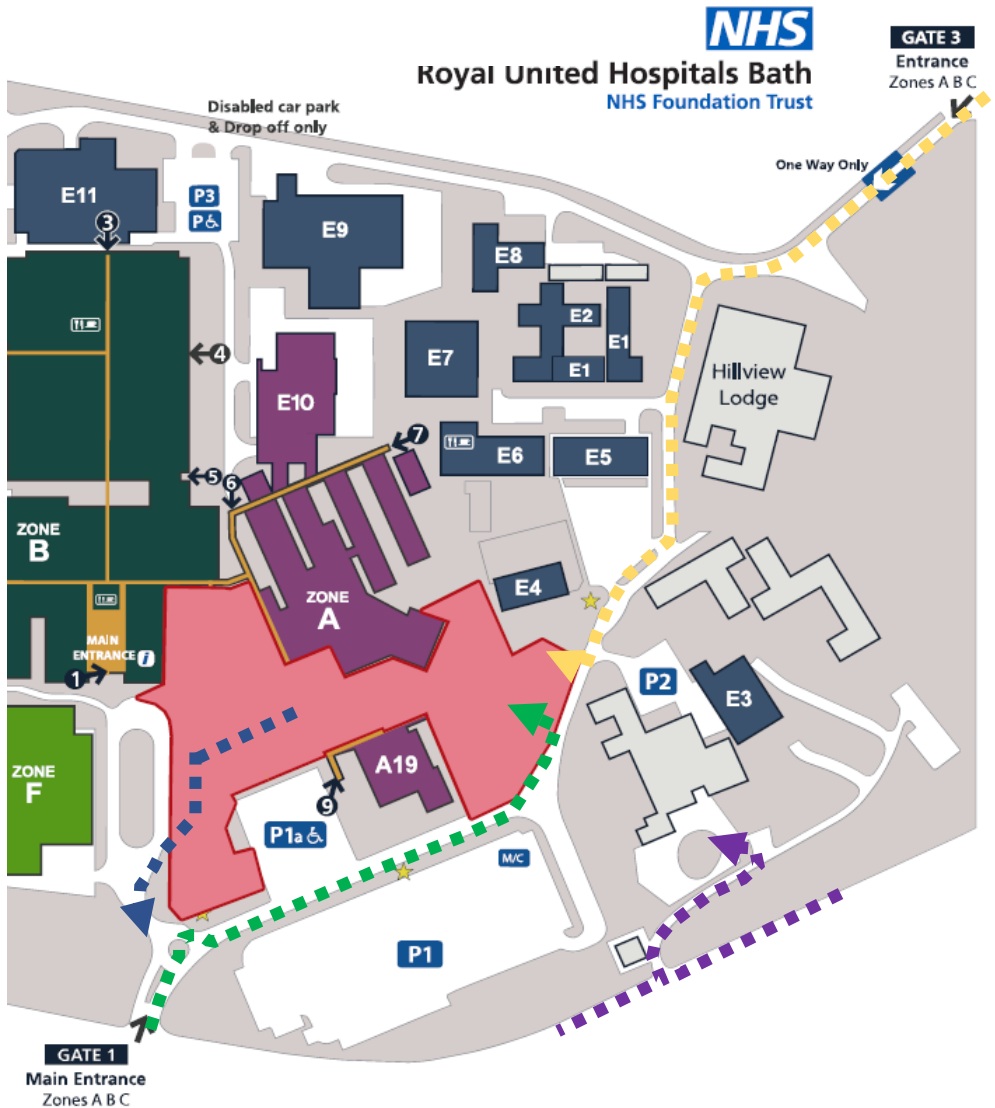 NHS
Royal United Hospitals Bath
NHS Foundation Trust
GATE 3
Entrance
Zones A B C
Disabled car park
& Drop off only
One Way Only
E11
3
P3
P
E9
E8
E2
E1
E1
4
E7
Hillview
Lodge
E10
7
E6
E5
5
6
ZONE
B
E4
ZONE
A
MAIN
ENTRANCE i
1
P2
E3
ZONE
F
A19
9
P1a
M/C
P1
GATE 1
Main Entrance
Zones A B C